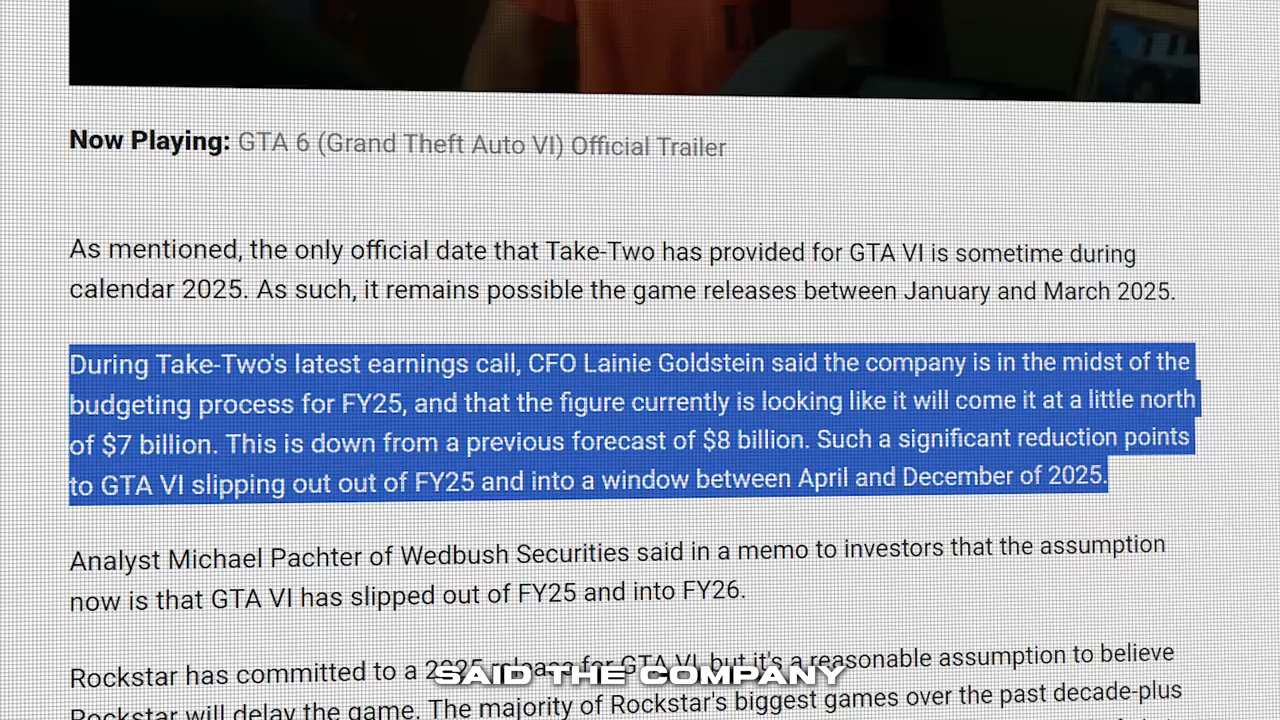 Now Playing: GTA 6 (Grand Theft Auto VI) Official Trailer
As mentioned, the only official date that Take-Two has provided for GTA VI is sometime during
calendar 2025. As such, it remains possible the game releases between January and March 2025.
During Take-Two's latest earnings call, CFO Lainie Goldstein said the company is in the midst of the
budgeting process for FY25, and that the figure currently is looking like it will come it at a little north
of $7 billion. This is down from a previous forecast of $8 billion. Such a significant reduction points
to GTA VI slipping out out of FY25 and into a window between April and December of 2025.
Analyst Michael Pachter of Wedbush Securities said in a memo to investors that the assumption
now is that GTA VI has slipped out of FY25 and into FY26.
Rockstar has committed to a 2025 release for GTA VI, but it's a reasonable assumption to believe
SAID THE COMPANY
Rockstar will delay the game. The majority of Rockstar's biggest games over the past decade-plus